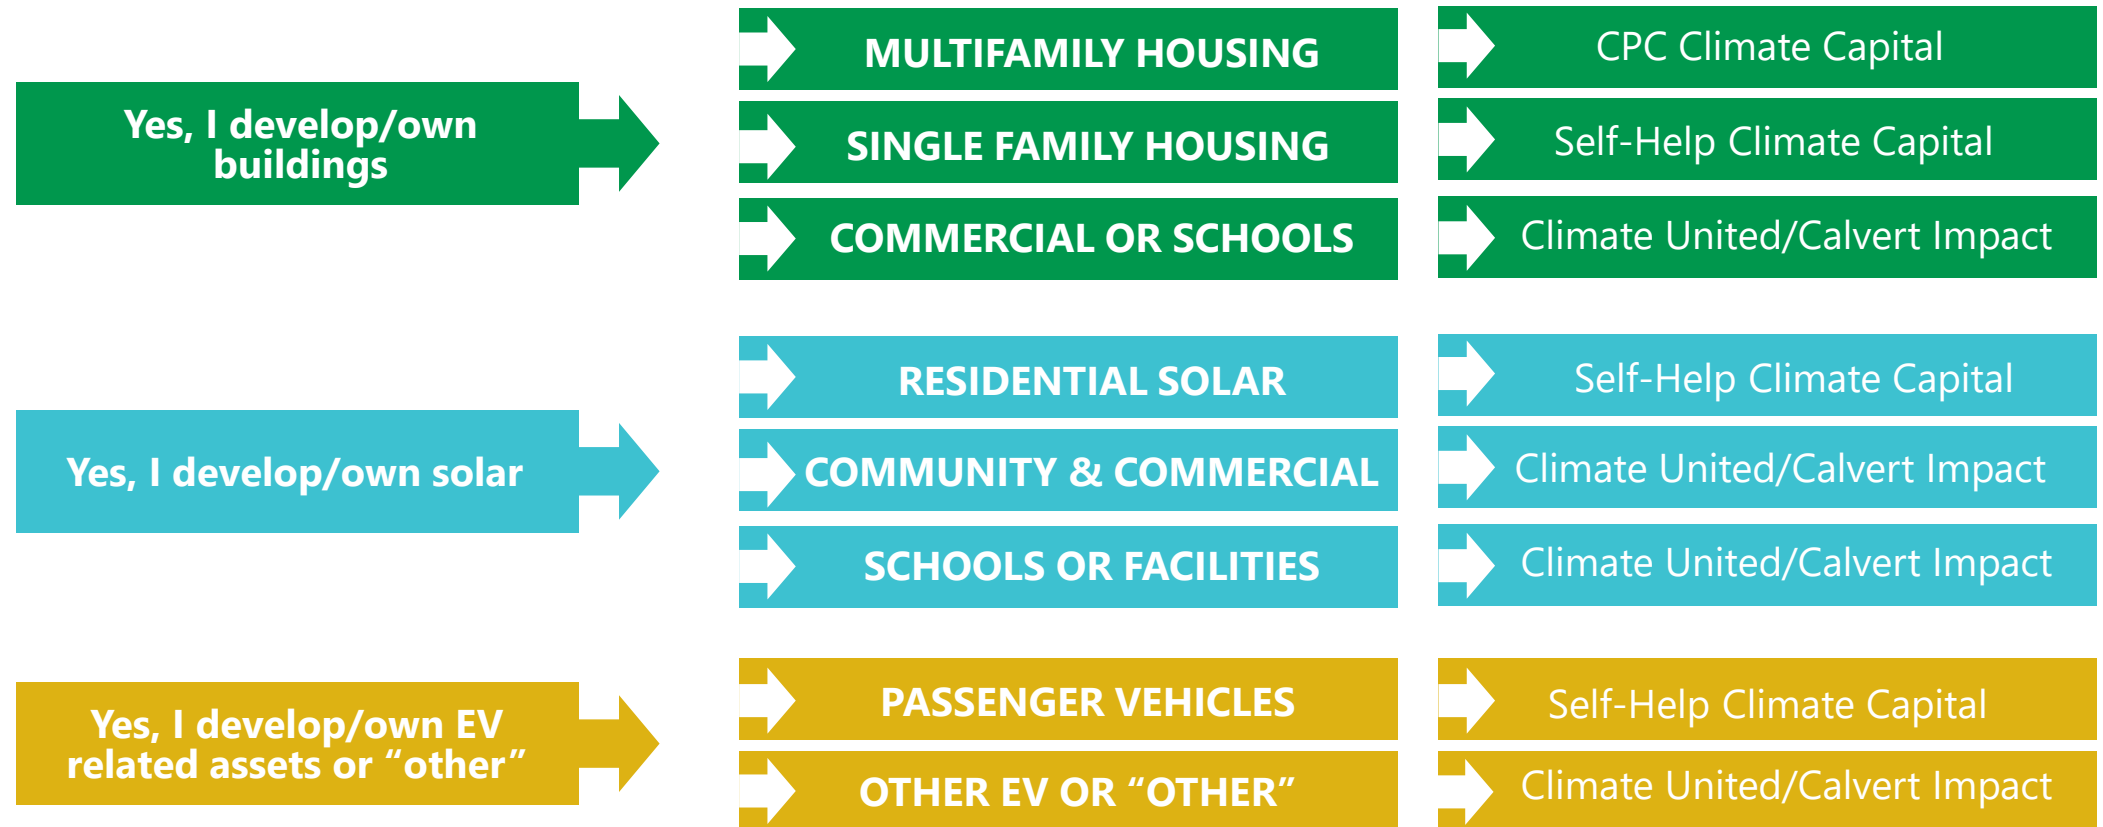 Yes, I develop/own
buildings
MULTIFAMILY HOUSING
CPC Climate Capital
SINGLE FAMILY HOUSING
Self-Help Climate Capital
COMMERCIAL OR SCHOOLS
Climate United/Calvert Impact
Yes, I develop/own solar
RESIDENTIAL SOLAR
Self-Help Climate Capital
COMMUNITY & COMMERCIAL
Climate United/Calvert Impact
SCHOOLS OR FACILITIES
Climate United/Calvert Impact
Yes, I develop/own EV
related assets or “other”
PASSENGER VEHICLES
Self-Help Climate Capital
OTHER EV OR “OTHER”
Climate United/Calvert Impact